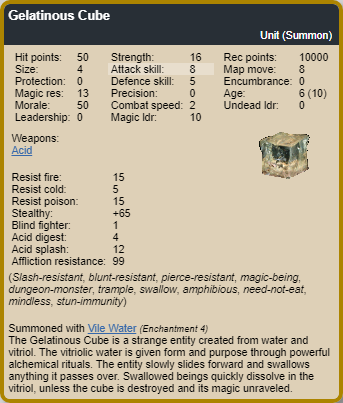 Gelatinous Cube
Unit (Summon)
Hit points: 50 Strength: 16 Rec points: 10000
Size: 4 Attack skill: 8 Map move: 8
Protection: 0 Defence skill: 5 Encumbrance: 0
Magic res: 13 Precision: 0 Age: 6 (10)
Morale: 50 Combat speed: 2 Undead ldr: 0
Leadership: 0 Magic ldr: 10
Weapons:
Acid
Resist fire: 15
Resist cold: 5
Resist poison: 15
Stealthy: +65
Blind fighter: 1
Acid digest: 4
Acid splash: 12
Affliction resistance: 99
(Slash-resistant, blunt-resistant, pierce-resistant, magic-being,
dungeon-monster, trample, swallow, amphibious, need-not-eat,
mindless, stun-immunity)
Summoned with Vile Water (Enchantment 4)
The Gelatinous Cube is a strange entity created from water and
vitriol. The vitriolic water is given form and purpose through powerful
alchemical rituals. The entity slowly slides forward and swallows
anything it passes over. Swallowed beings quickly dissolve in the
vitriol, unless the cube is destroyed and its magic unraveled.